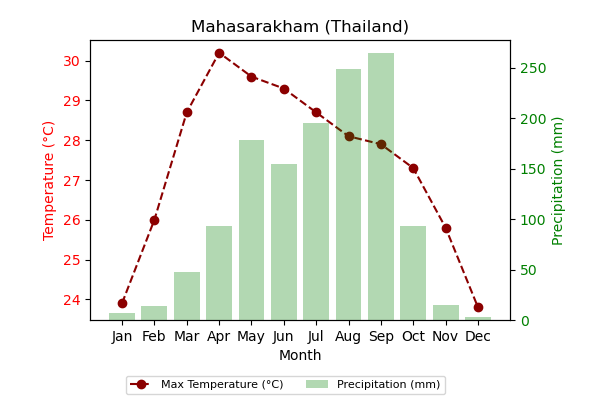 Mahasarakham (Thailand)
30
29
28
27
26
25
24
Temperature (°C)
250
200
150
100
50
0
Precipitation (mm)
Jan Feb Mar Apr May Jun Jul Aug Sep Oct Nov Dec
Month
Max Temperature (°C) Precipitation (mm)